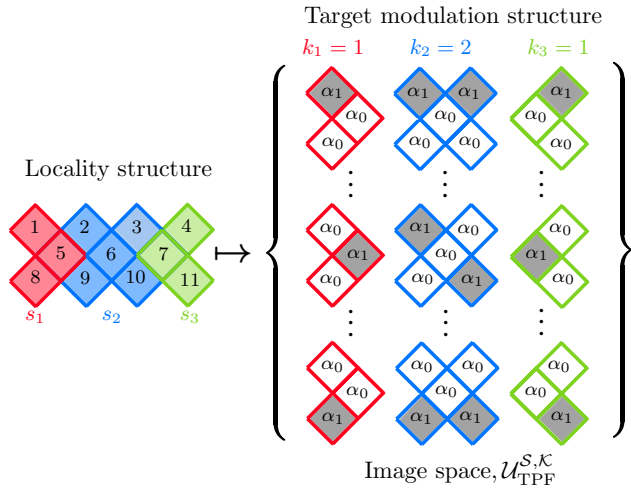 Target modulation structure
k₁ = 1 k₂ = 2 k₃ = 1
α₁ α₁ α₁ α₁
α₀ α₀ α₀
α₀ α₀ α₀ α₀
Locality structure
1 2 3 4
5 6 7
8 9 10 11
s₁ s₂ s₃
α₀ α₁ α₀ α₀
α₁ α₀ α₁
α₀ α₀ α₁ α₀
α₀ α₀ α₀ α₀
α₀ α₀ α₀
α₁ α₁ α₁ α₁
Image space, 𝒰_TPF^{𝒮,𝒦}